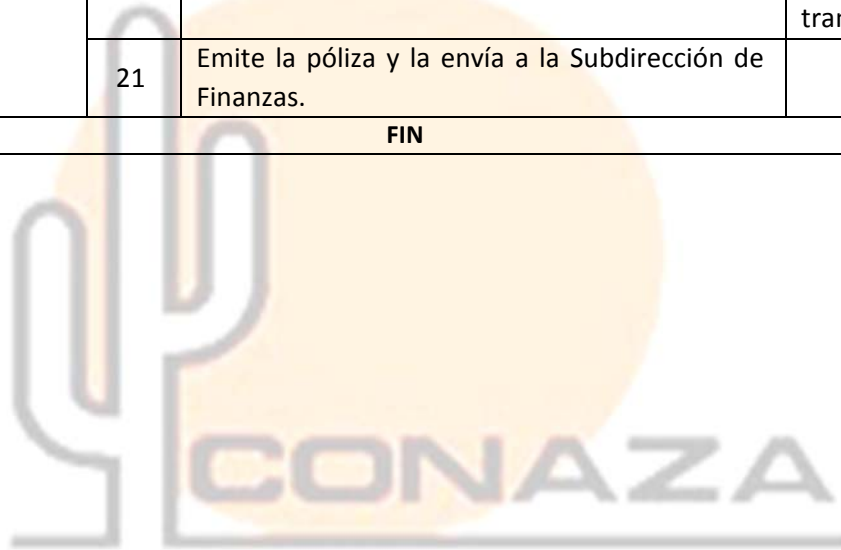 21
Emite la póliza y la envía a la Subdirección de
Finanzas.
FIN
CONAZA